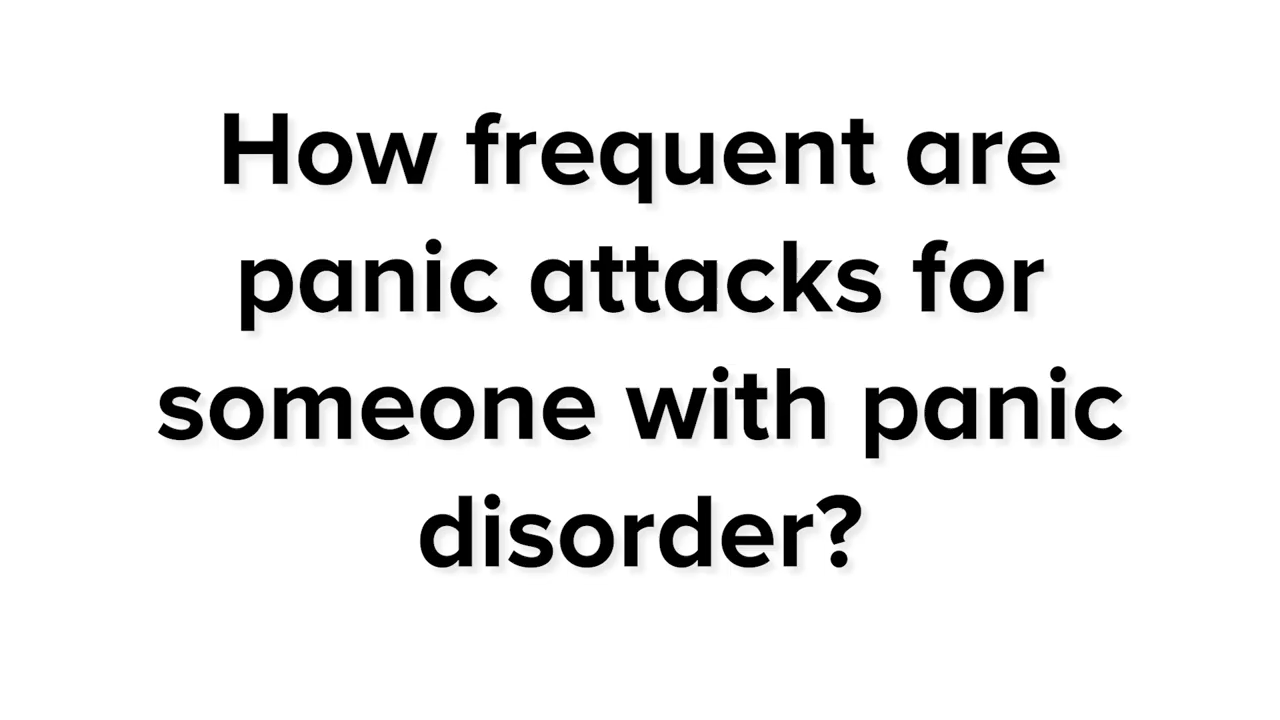 How frequent are
panic attacks for
someone with panic
disorder?